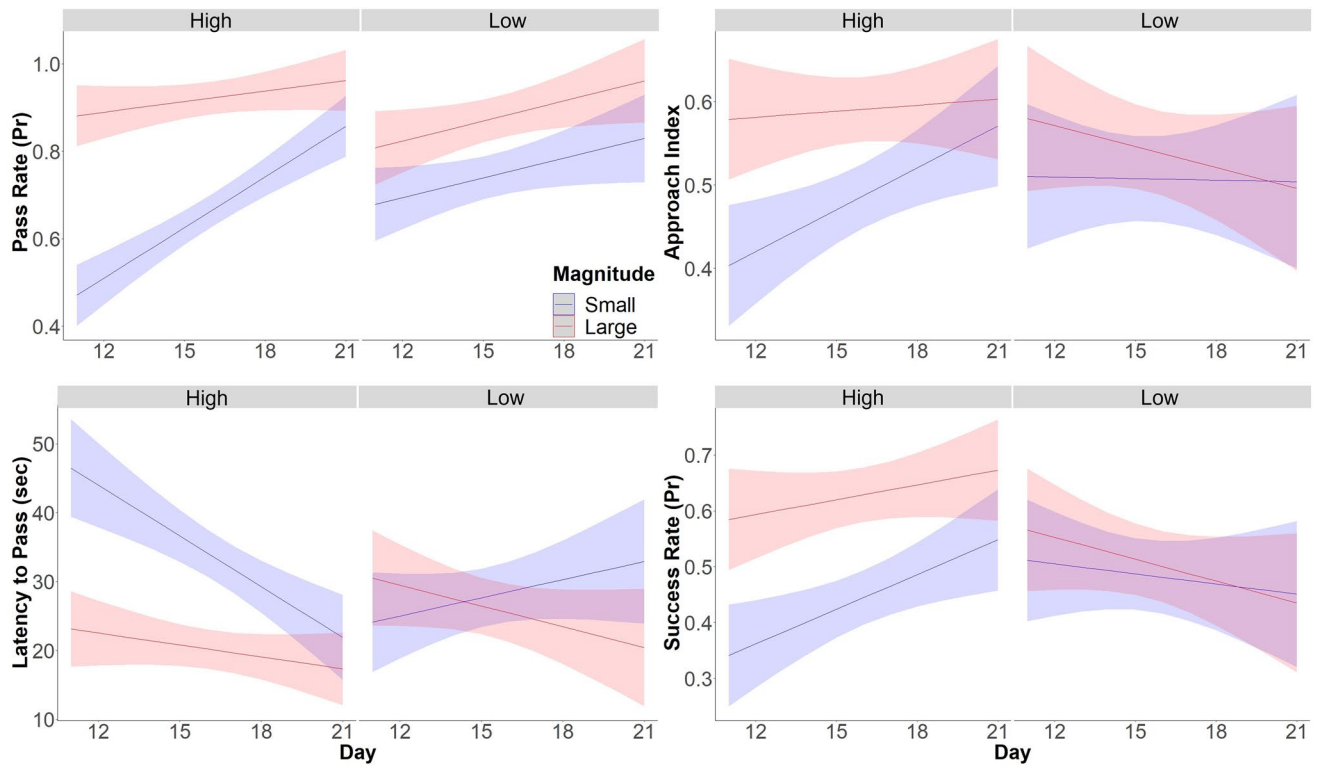 High Low
Pass Rate (Pr)
1.0
0.8
0.6
0.4
12 15 18 21 12 15 18 21
Magnitude
Small
Large
High Low
Approach Index
0.6
0.5
0.4
12 15 18 21 12 15 18 21
High Low
Latency to Pass (sec)
50
40
30
20
10
12 15 18 21 12 15 18 21
Day
High Low
Success Rate (Pr)
0.7
0.6
0.5
0.4
0.3
12 15 18 21 12 15 18 21
Day